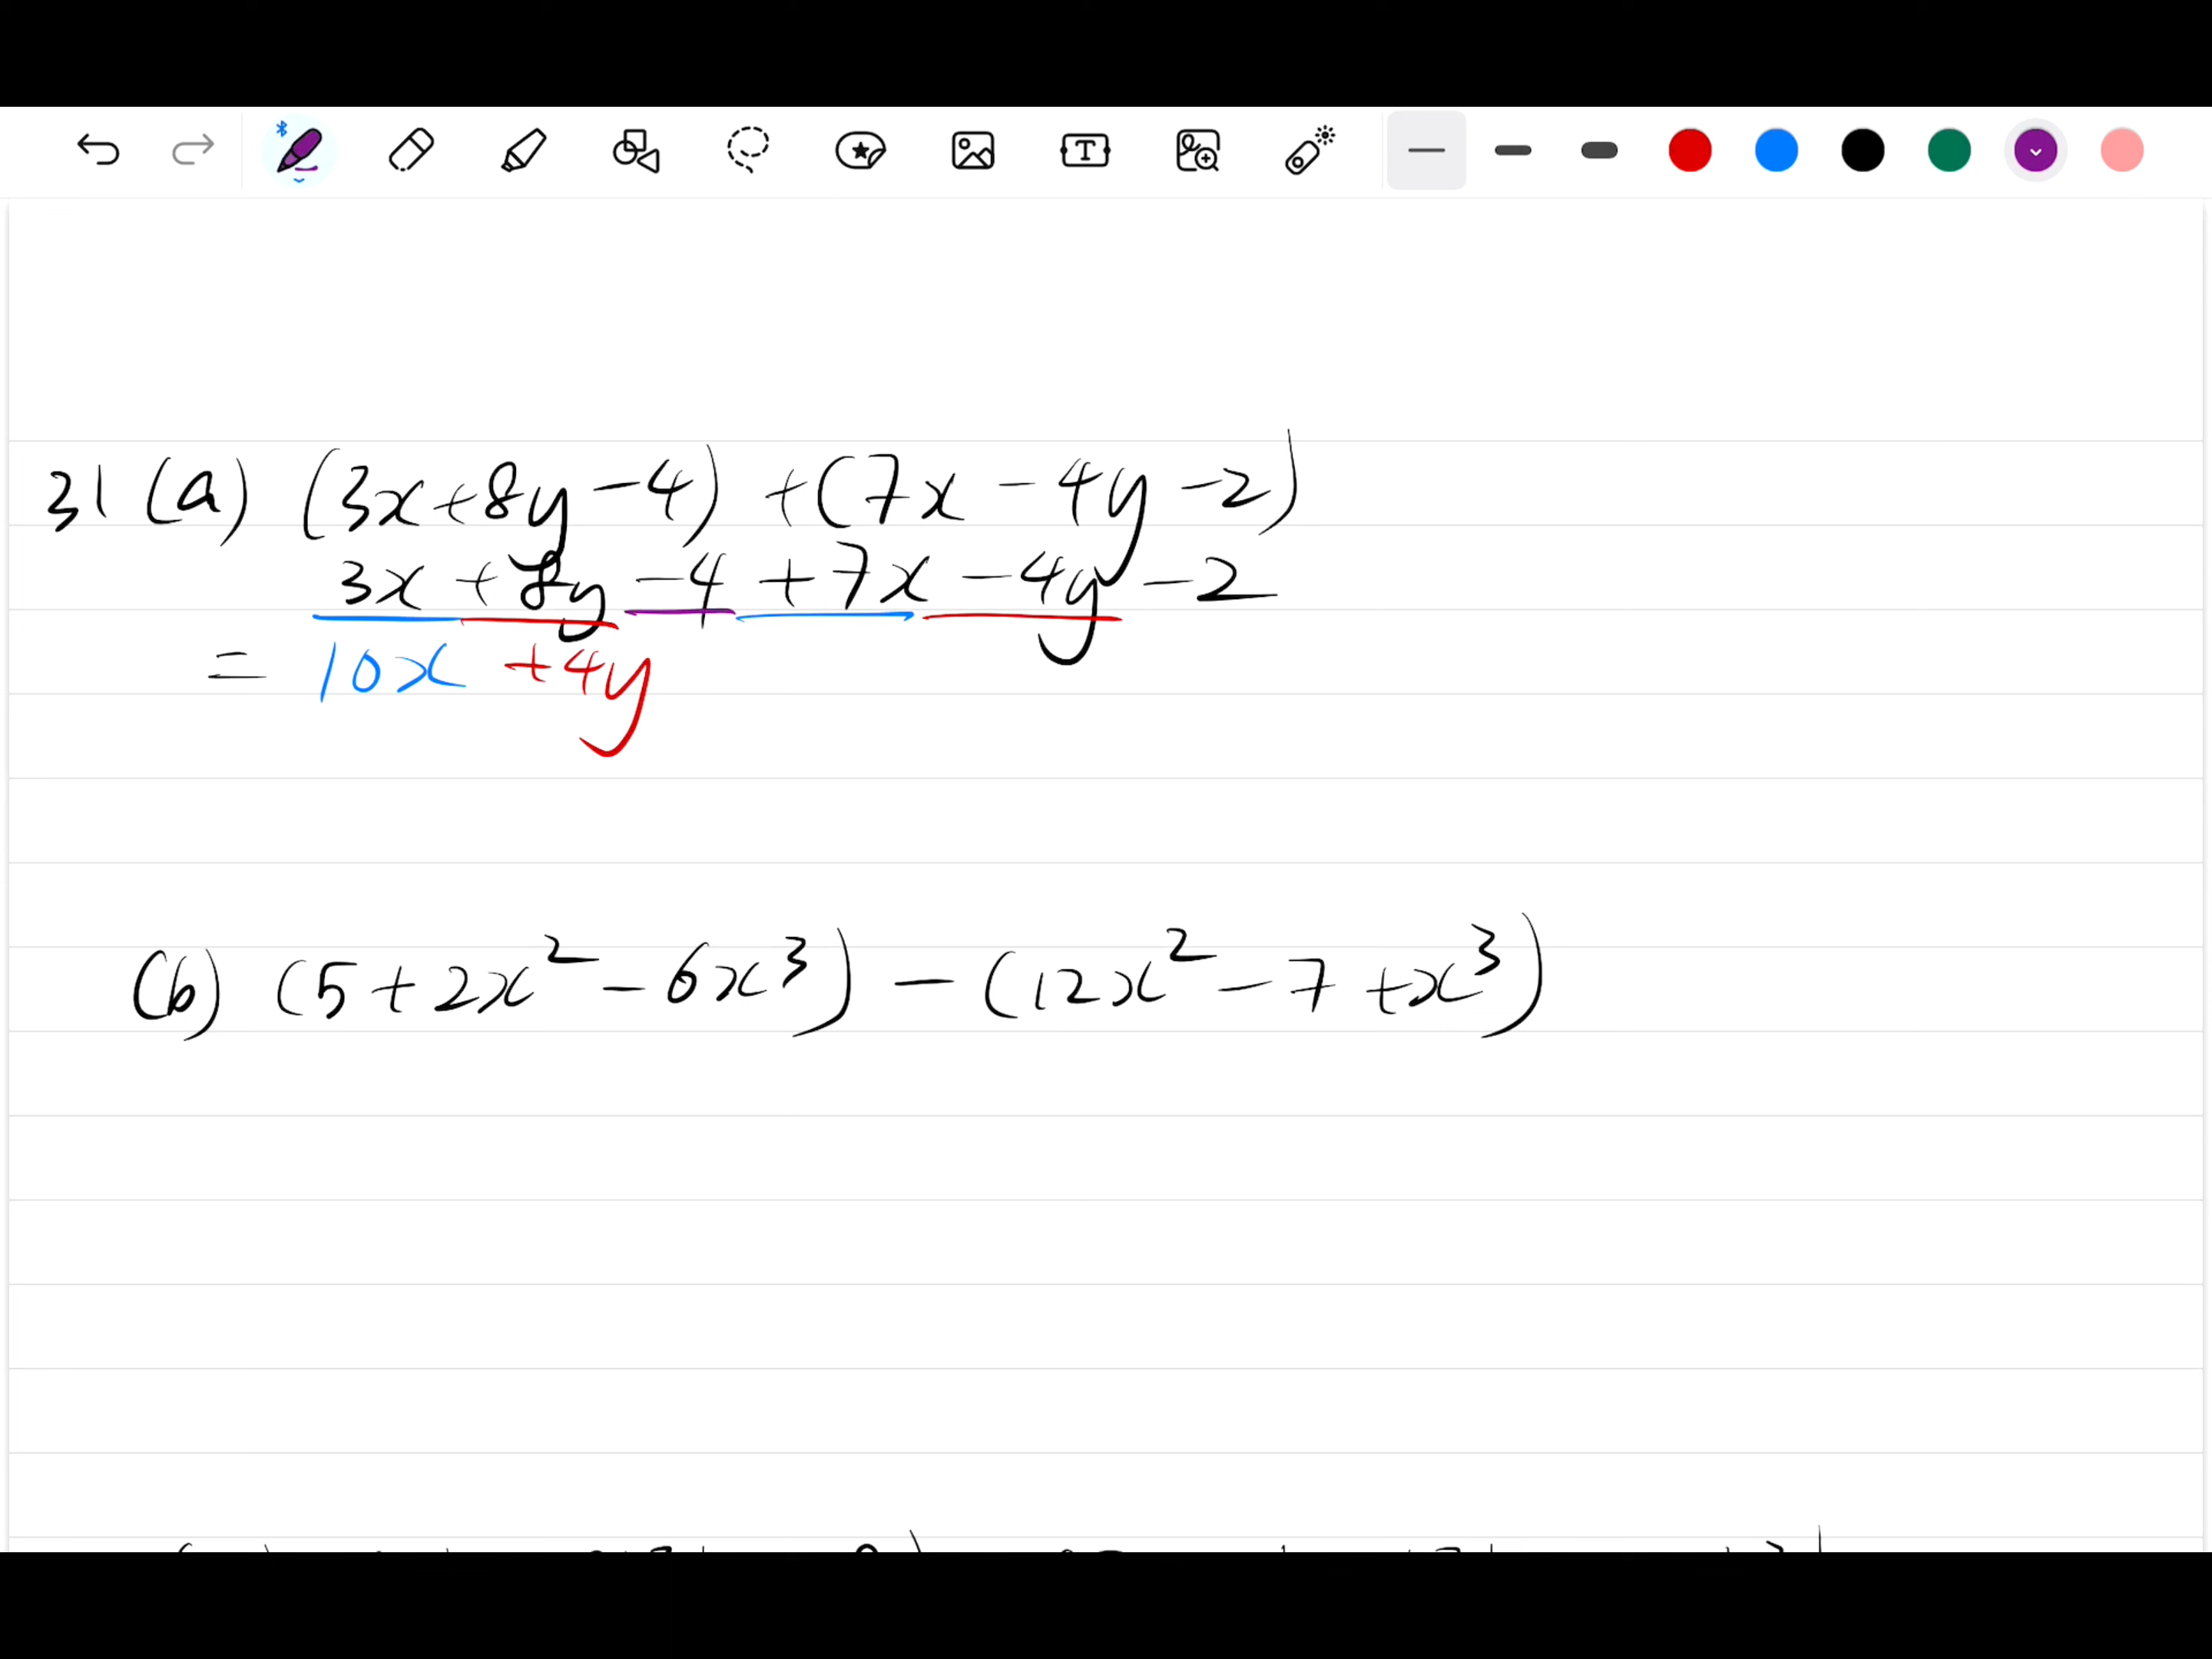 31 (a) (3x+8y-4) +(7x-4y-2)
3x+8y-4+7x-4y-2
= 10x +4y
(b) (5+2x²-6x³)-(12x²-7+x³)